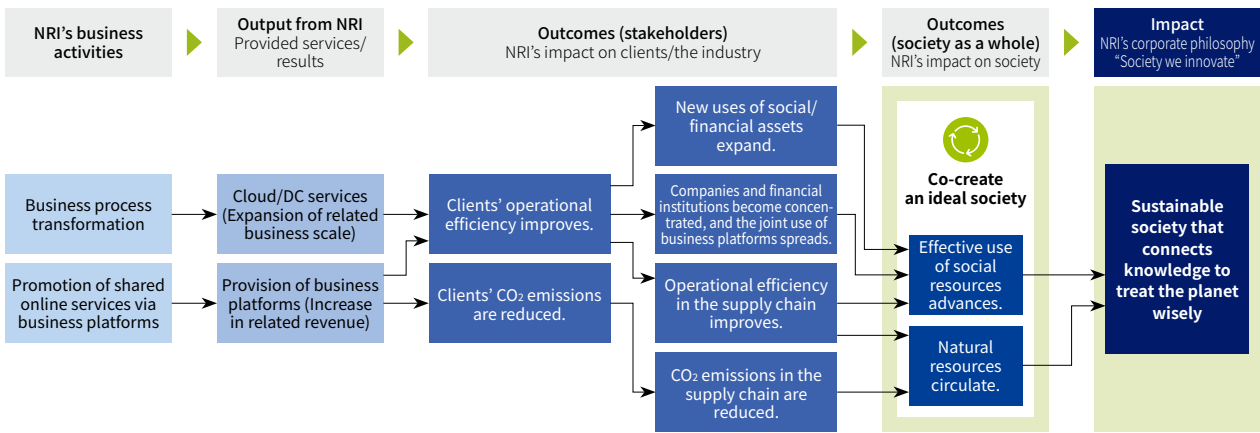 NRI’s business
activities
Output from NRI
Provided services/
results
Outcomes (stakeholders)
NRI’s impact on clients/the industry
Outcomes
(society as a whole)
NRI’s impact on society
Impact
NRI’s corporate philosophy
“Society we innovate”
Business process
transformation
Promotion of shared
online services via
business platforms
Cloud/DC services
(Expansion of related
business scale)
Provision of business
platforms (Increase
in related revenue)
Clients’ operational
efficiency improves.
Clients’ CO₂ emissions
are reduced.
New uses of social/
financial assets
expand.
Companies and financial
institutions become concen-
trated, and the joint use of
business platforms spreads.
Operational efficiency
in the supply chain
improves.
CO₂ emissions in the
supply chain are
reduced.
Co-create
an ideal society
Effective use
of social
resources
advances.
Natural
resources
circulate.
Sustainable
society that
connects
knowledge to
treat the planet
wisely